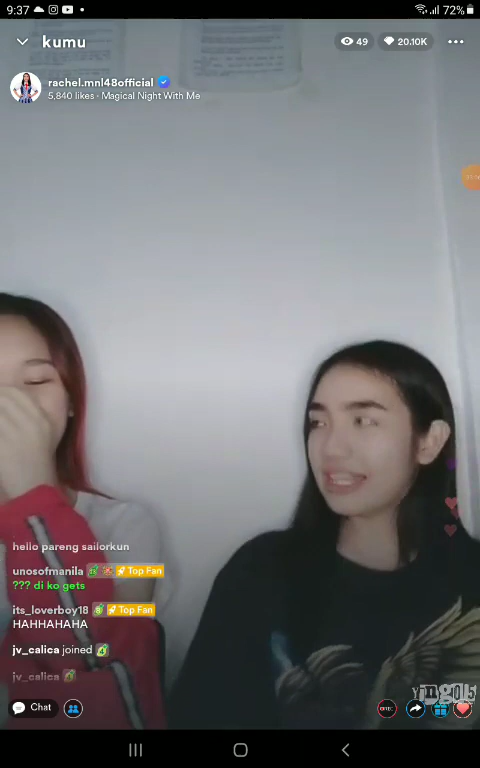 9:37
72%
kumu
49
20.10K
rachel.mnl48official
5,840 likes · Magical Night With Me
hello pareng sailorkun
unosofmanila Top Fan
??? di ko gets
its_loverboy18 Top Fan
HAHHAHAHA
jv_calica joined
jv_calica
Chat